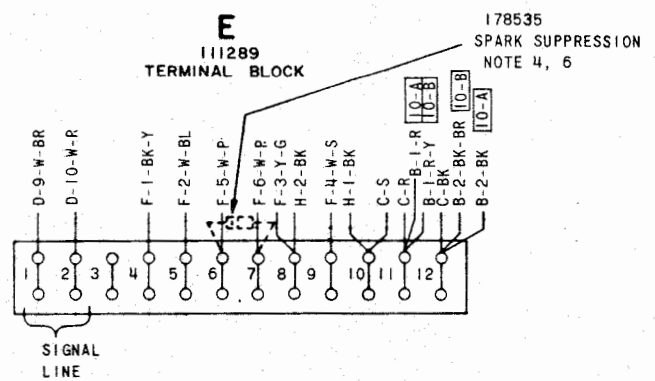 E
111289
TERMINAL BLOCK
178535
SPARK SUPPRESSION
NOTE 4, 6
D-9-W-BR
D-10-W-R
F-1-BK-Y
F-2-W-BL
F-5-W-P
F-6-W-R
F-3-Y-G
H-2-BK
F-4-W-S
H-1-BK
C-S
C-R
B-1-R
10-A
B-1-R-Y
10-B
C-BK
B-2-BK-BR
10-B
B-2-BK
10-A
1 2 3 4 5 6 7 8 9 10 11 12
SIGNAL
LINE